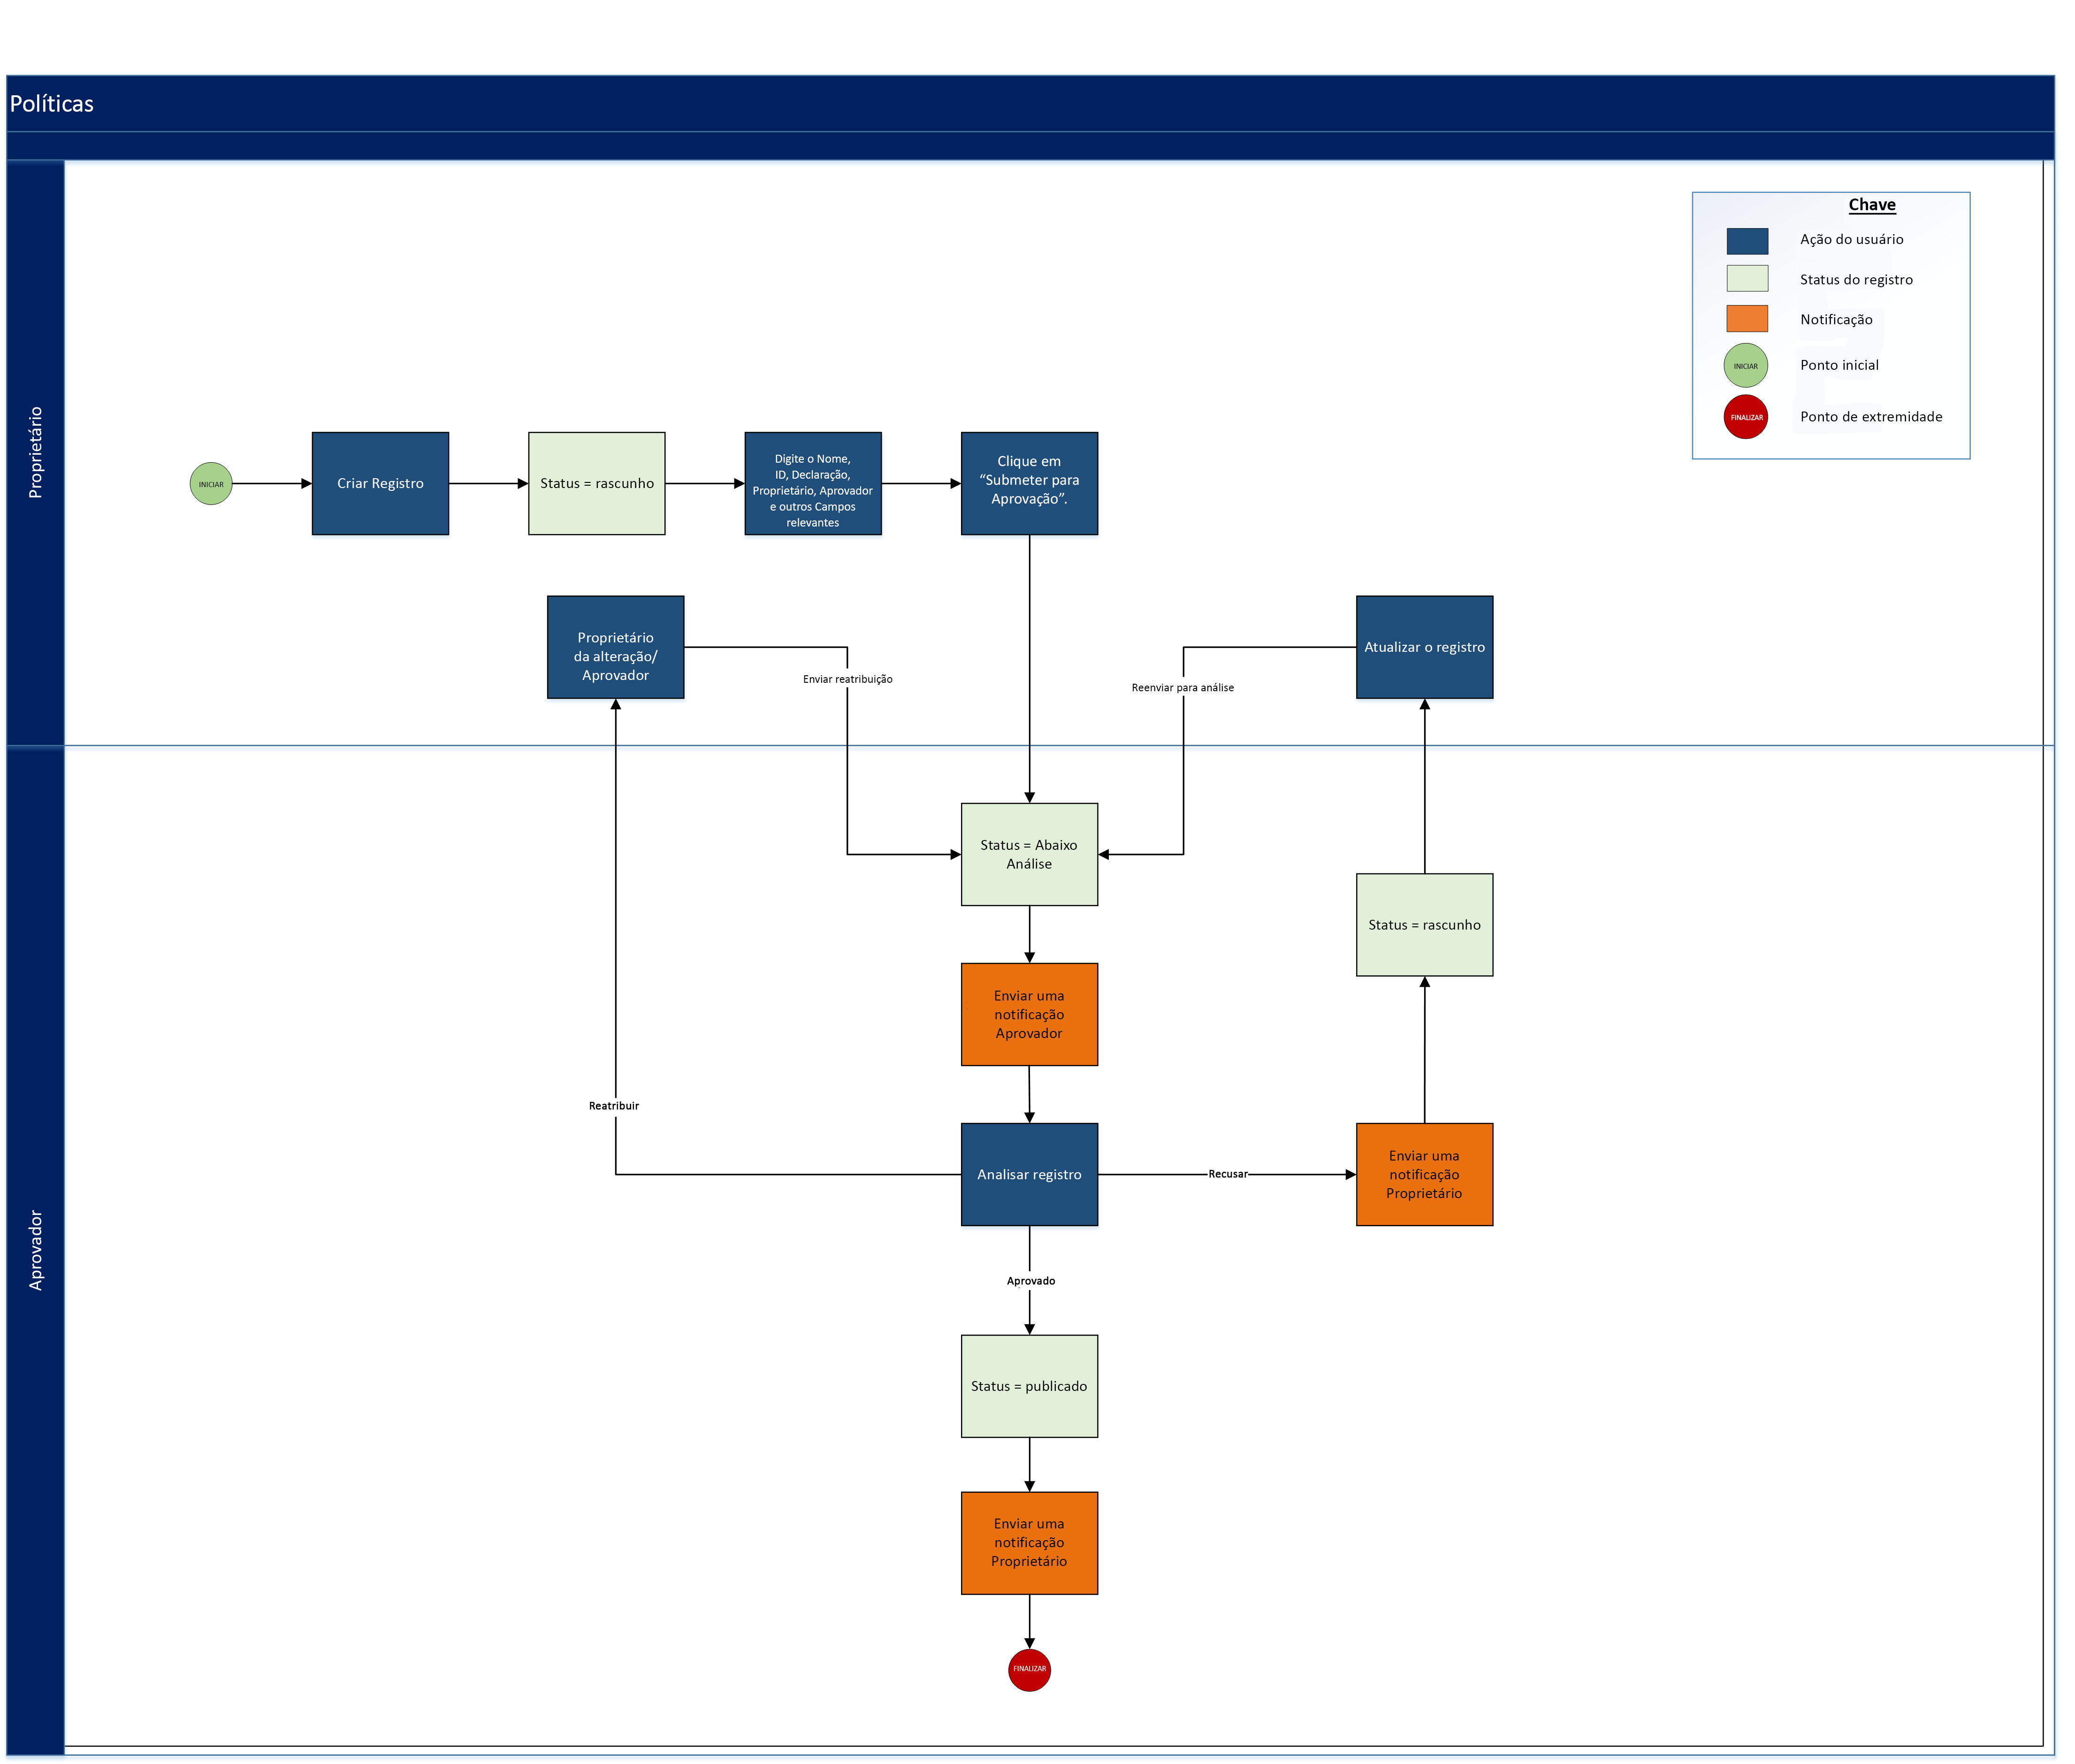 Políticas
Proprietário
Chave
Ação do usuário
Status do registro
Notificação
INICIAR
Ponto inicial
FINALIZAR
Ponto de extremidade
INICIAR
Criar Registro
Status = rascunho
Digite o Nome,
ID, Declaração,
Proprietário, Aprovador
e outros Campos
relevantes
Clique em
“Submeter para
Aprovação”.
Proprietário
da alteração/
Aprovador
Enviar reatribuição
Reenviar para análise
Atualizar o registro
Aprovador
Status = Abaixo
Análise
Status = rascunho
Enviar uma
notificação
Aprovador
Reatribuir
Analisar registro
Recusar
Enviar uma
notificação
Proprietário
Aprovado
Status = publicado
Enviar uma
notificação
Proprietário
FINALIZAR